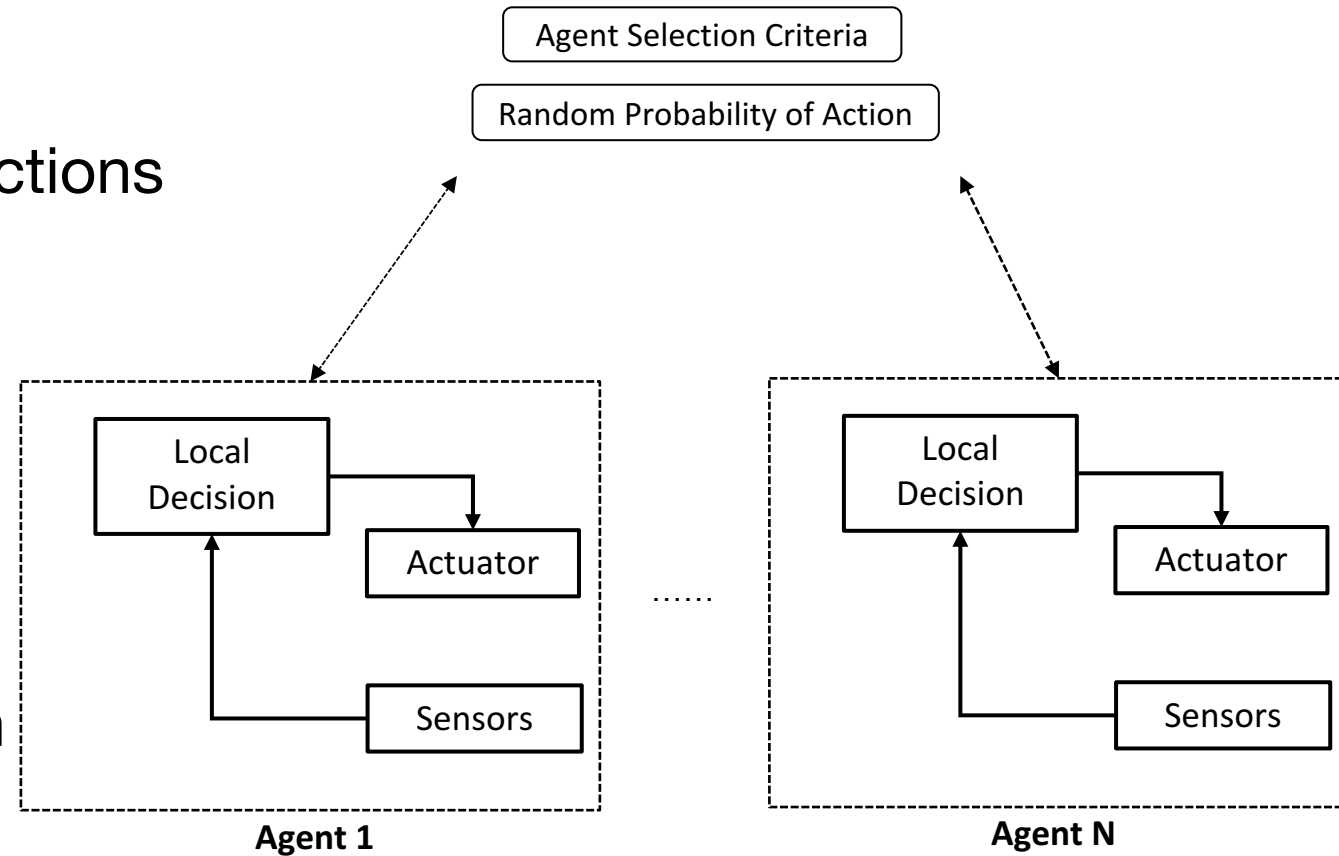 Agent Selection Criteria
Random Probability of Action
ctions
Local
Decision
Actuator
Sensors
Agent 1
......
Local
Decision
Actuator
Sensors
Agent N